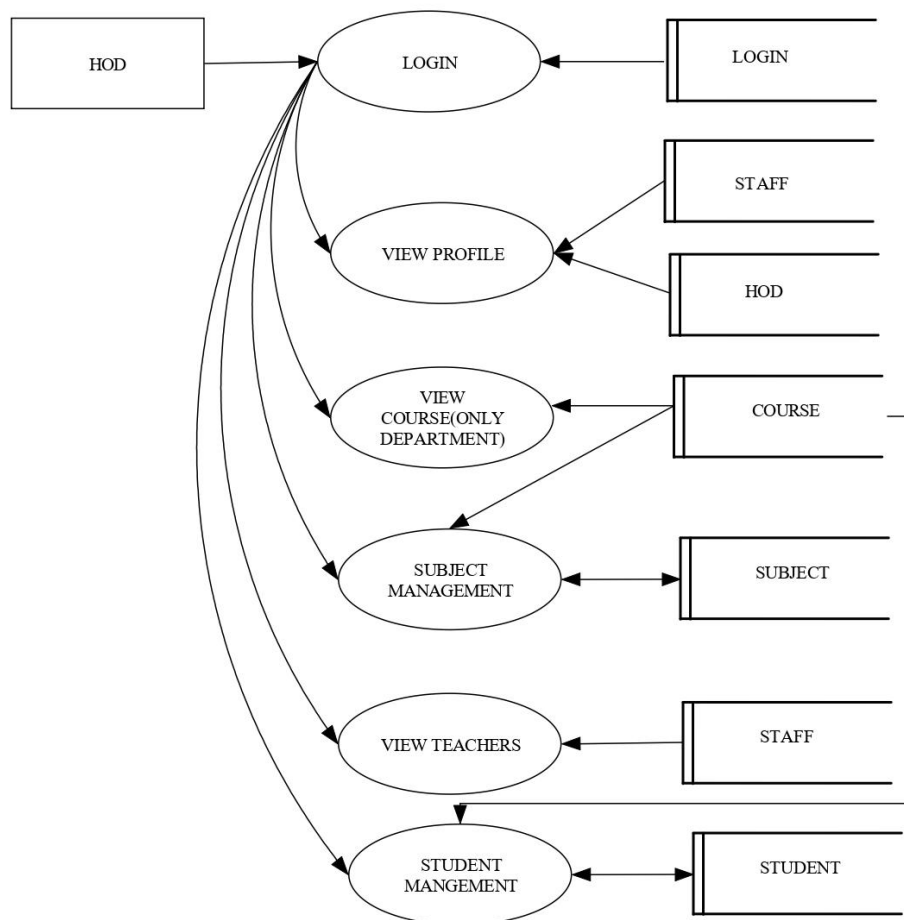 HOD
LOGIN
LOGIN
STAFF
VIEW PROFILE
HOD
VIEW
COURSE(ONLY
DEPARTMENT)
COURSE
SUBJECT
MANAGEMENT
SUBJECT
VIEW TEACHERS
STAFF
STUDENT
MANGEMENT
STUDENT